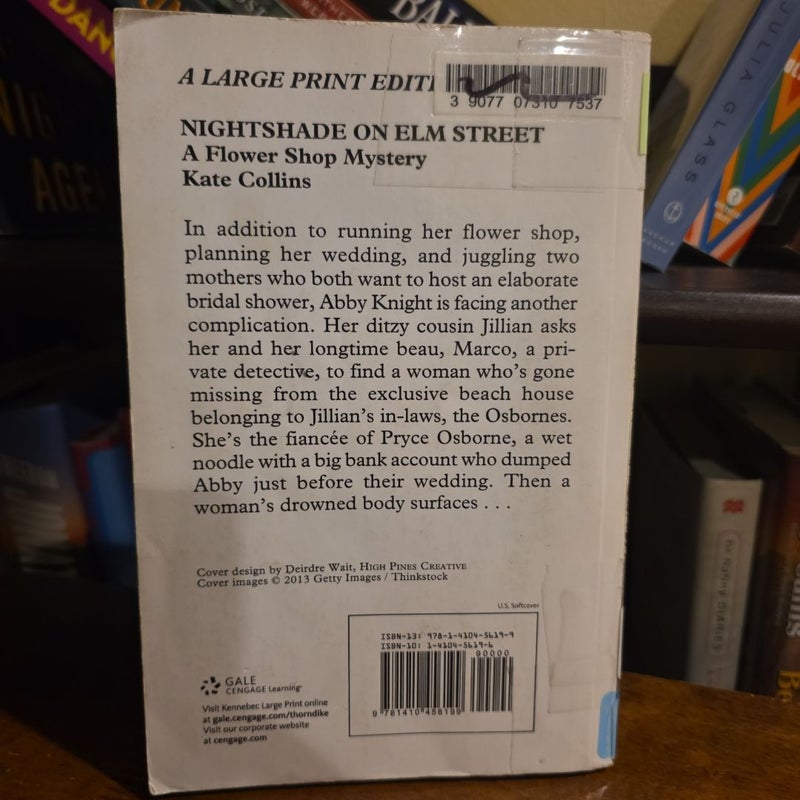 A LARGE PRINT EDITI
3 9077 07310 7537
NIGHTSHADE ON ELM STREET
A Flower Shop Mystery
Kate Collins
In addition to running her flower shop,
planning her wedding, and juggling two
mothers who both want to host an elaborate
bridal shower, Abby Knight is facing another
complication. Her ditzy cousin Jillian asks
her and her longtime beau, Marco, a pri-
vate detective, to find a woman who's gone
missing from the exclusive beach house
belonging to Jillian's in-laws, the Osbornes.
She's the fiancée of Pryce Osborne, a wet
noodle with a big bank account who dumped
Abby just before their wedding. Then a
woman's drowned body surfaces . . .
Cover design by Deirdre Wait, HIGH PINES CREATIVE
Cover images © 2013 Getty Images / Thinkstock
U.S. Softcover
ISBN-13: 978-1-4104-5619-9
ISBN-10: 1-4104-5619-6
90000
9 781410 456199
GALE
CENGAGE Learning·
Visit Kennebec Large Print online
at gale.cengage.com/thorndike
Visit our corporate website
at cengage.com
JULIA GLASS
DAN
AGE
BAL